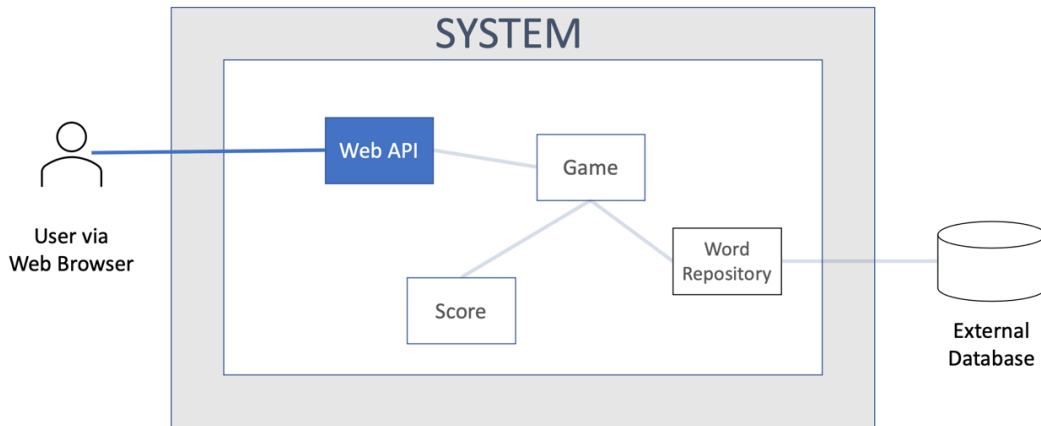 SYSTEM
Web API
Game
User via
Web Browser
Word
Repository
Score
External
Database